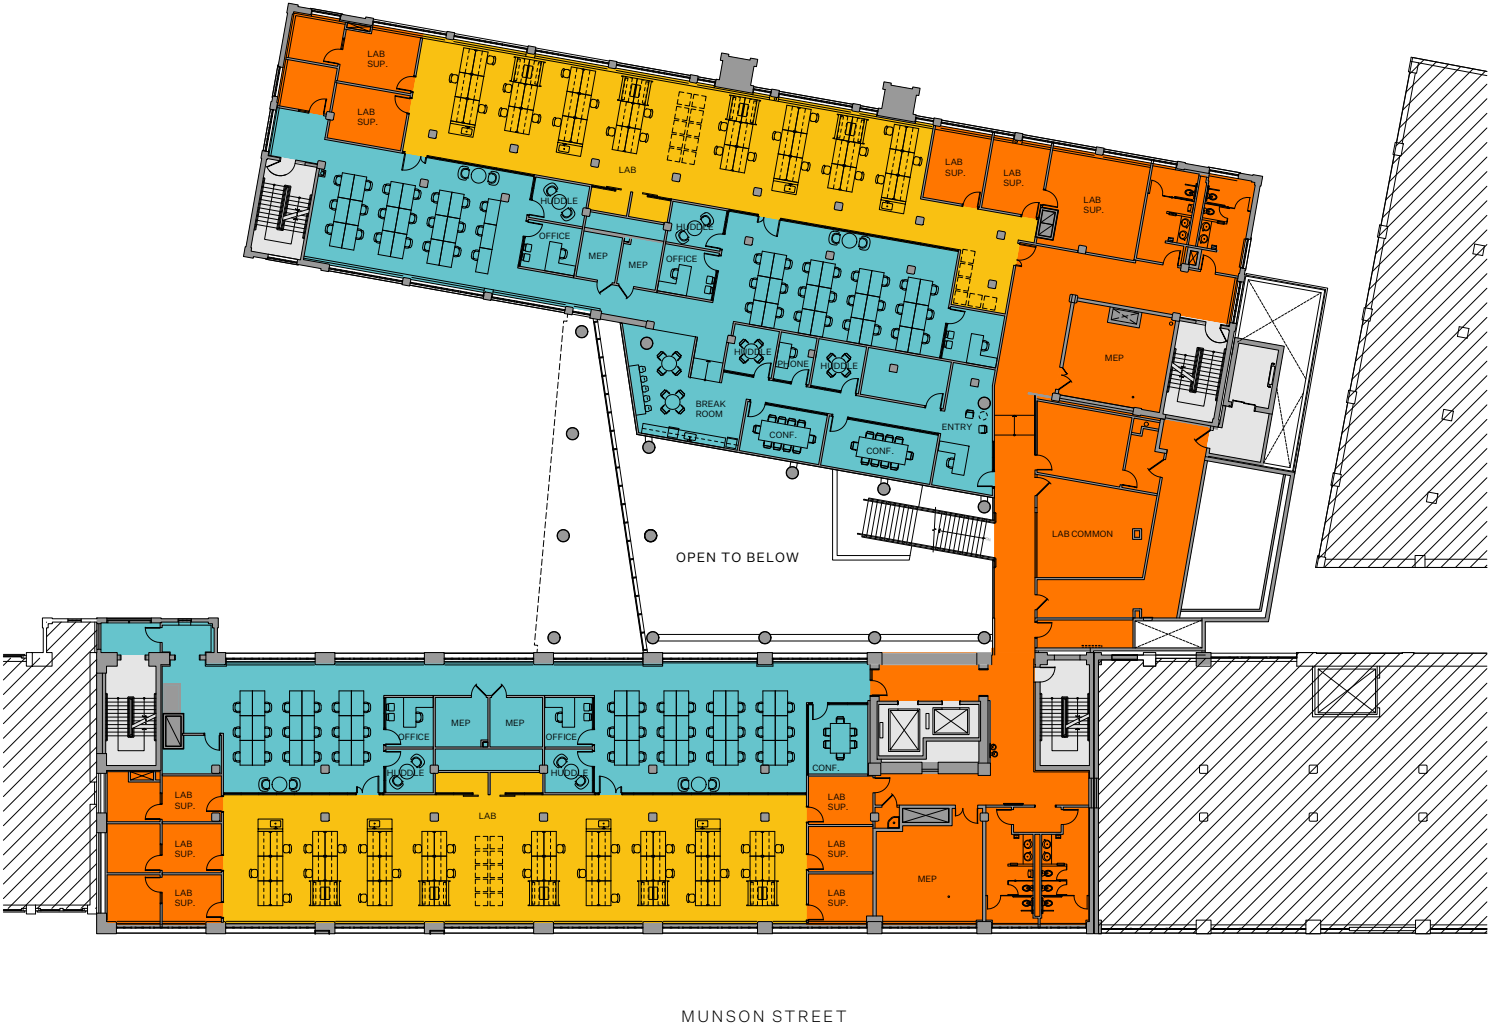 LAB
SUP.
LAB
SUP.
LAB
LAB
SUP.
LAB
SUP.
LAB
SUP.
HUDDLE
HUDDLE
OFFICE
MEP
MEP
OFFICE
HUDDLE
PHONE
HUDDLE
MEP
BREAK
ROOM
CONF.
CONF.
ENTRY
LAB COMMON
OPEN TO BELOW
OFFICE
MEP
MEP
OFFICE
HUDDLE
HUDDLE
CONF.
LAB
SUP.
LAB
LAB
SUP.
LAB
SUP.
LAB
SUP.
LAB
SUP.
LAB
SUP.
MEP
MUNSON STREET